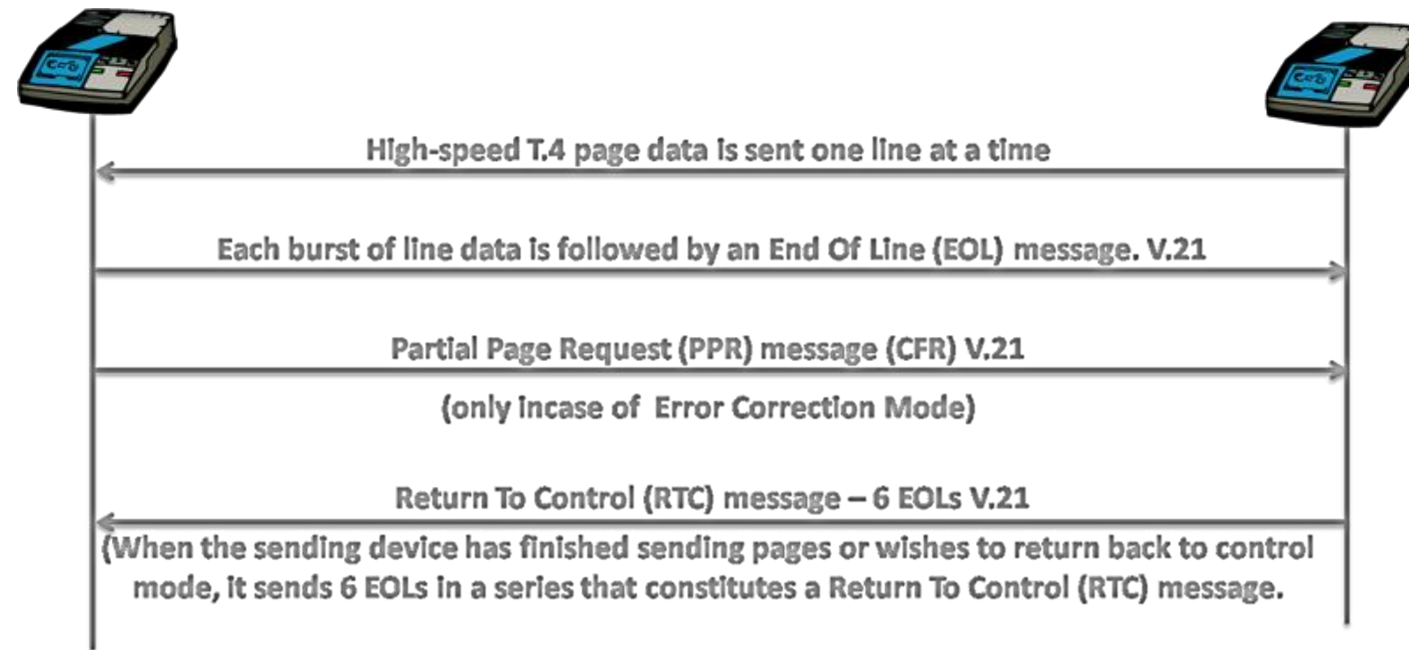 High-speed T.4 page data is sent one line at a time
Each burst of line data is followed by an End Of Line (EOL) message. V.21
Partial Page Request (PPR) message (CFR) V.21
(only incase of Error Correction Mode)
Return To Control (RTC) message – 6 EOLs V.21
(When the sending device has finished sending pages or wishes to return back to control
mode, it sends 6 EOLs in a series that constitutes a Return To Control (RTC) message.